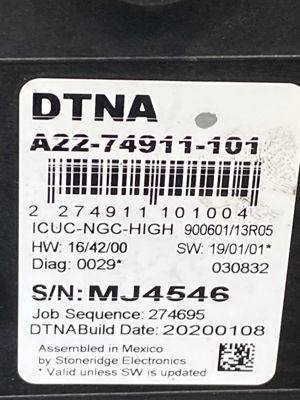 DTNA
A22-74911-101
2 274911 101004
ICUC-NGC-HIGH 900601/13R05
HW: 16/42/00 SW: 19/01/01*
Diag: 0029* 030832
S/N: MJ4546
Job Sequence: 274695
DTNABuild Date: 20200108
Assembled in Mexico
by Stoneridge Electronics
* Valid unless SW is updated